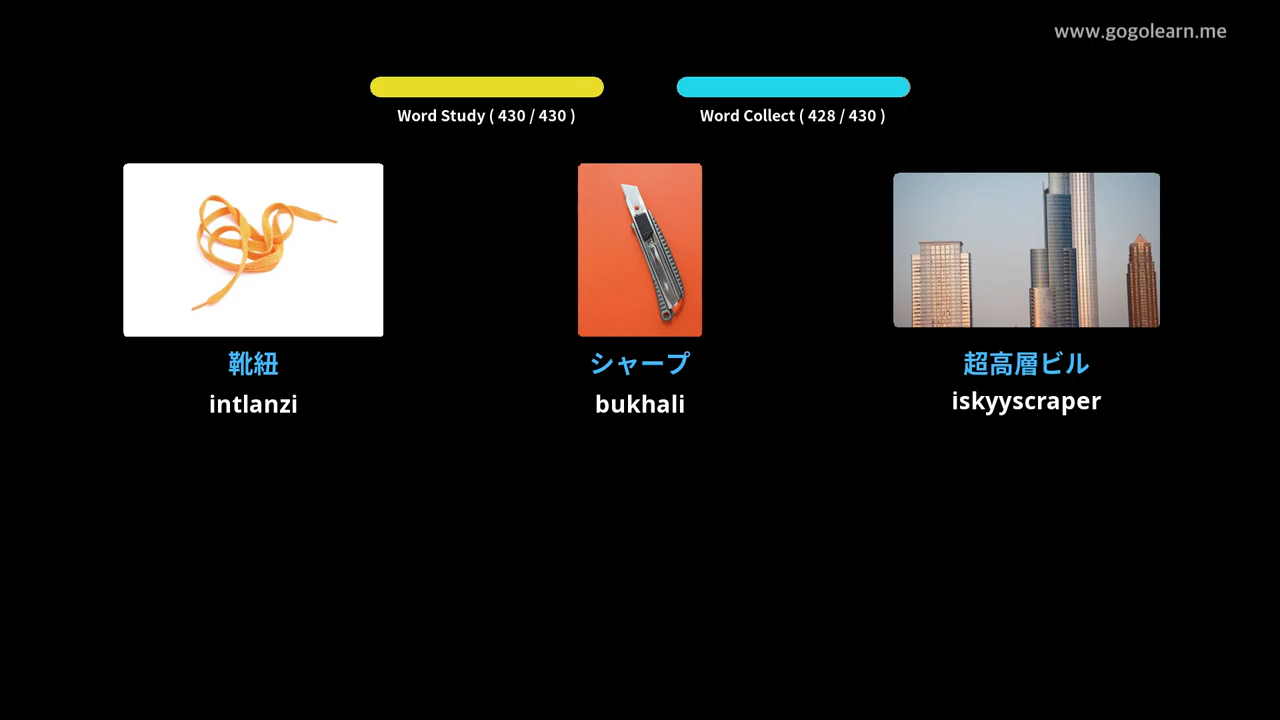 www.gogolearn.me
Word Study ( 430 / 430 )
Word Collect ( 428 / 430 )
靴紐
シャープ
超高層ビル
intlanzi
bukhali
iskyyscraper